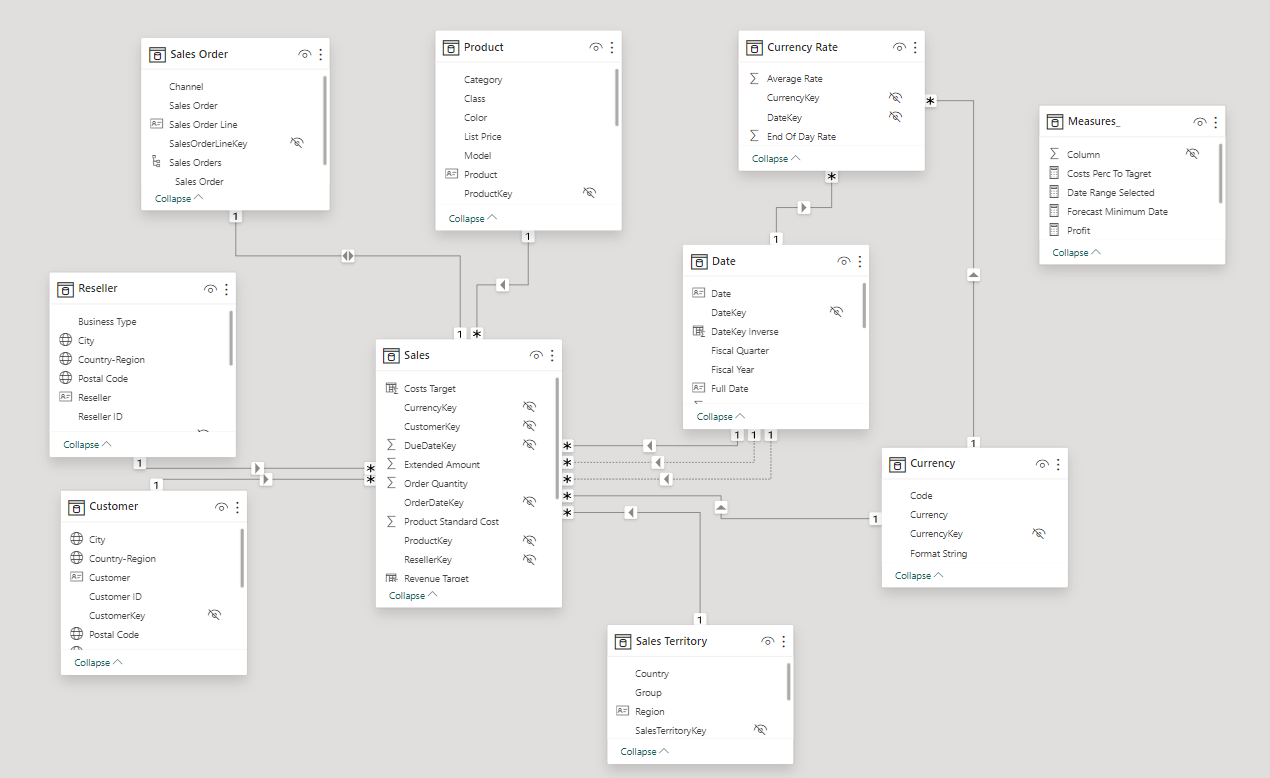 Sales Order
Channel
Sales Order
Sales Order Line
SalesOrderLineKey
Sales Orders
Sales Order
Collapse
1
Product
Category
Class
Color
List Price
Model
Product
ProductKey
Collapse
1
Currency Rate
Average Rate
CurrencyKey
DateKey
End Of Day Rate
Collapse
*
*
Measures_
Column
Costs Perc To Tagret
Date Range Selected
Forecast Minimum Date
Profit
Collapse
Reseller
Business Type
City
Country-Region
Postal Code
Reseller
Reseller ID
Collapse
1
1
Date
Date
DateKey
DateKey Inverse
Fiscal Quarter
Fiscal Year
Full Date
Collapse
1 1 1
1 *
Sales
Costs Target
CurrencyKey
CustomerKey
DueDateKey
Extended Amount
Order Quantity
OrderDateKey
Product Standard Cost
ProductKey
ResellerKey
Revenue Target
Collapse
*
*
*
*
*
*
*
1
Customer
City
Country-Region
Customer
Customer ID
CustomerKey
Postal Code
Collapse
1
Currency
Code
Currency
CurrencyKey
Format String
Collapse
1
1
Sales Territory
Country
Group
Region
SalesTerritoryKey
Collapse